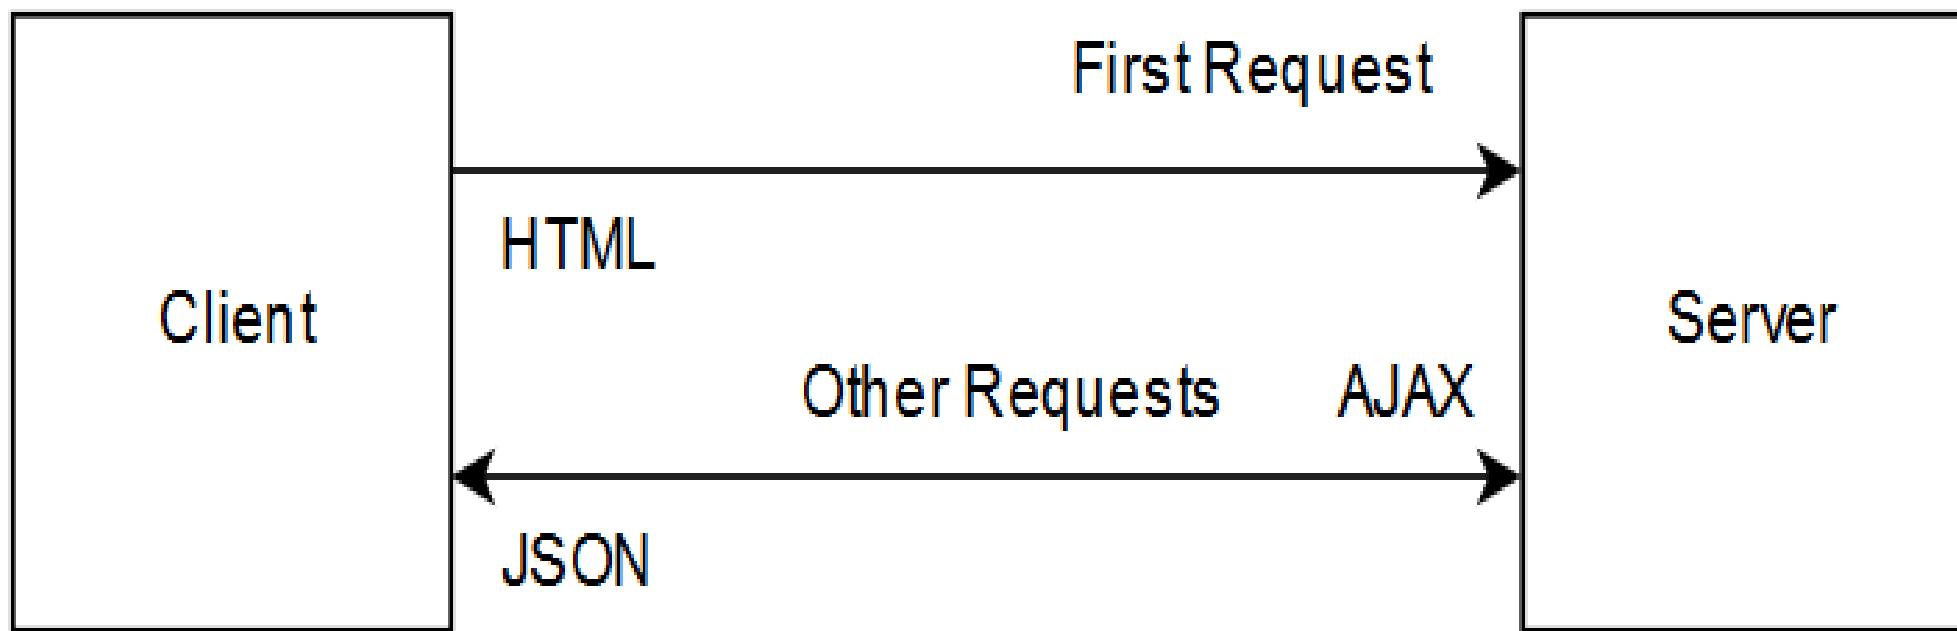 First Request
HTML
Client
Server
Other Requests AJAX
JSON